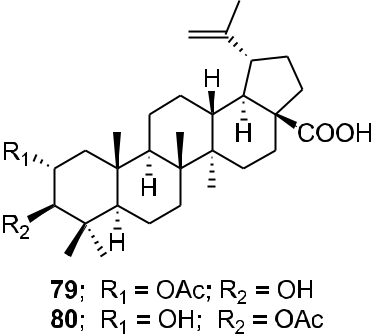 H
H
COOH
R₁
H
R₂
H
79; R₁ = OAc; R₂ = OH
80; R₁ = OH; R₂ = OAc